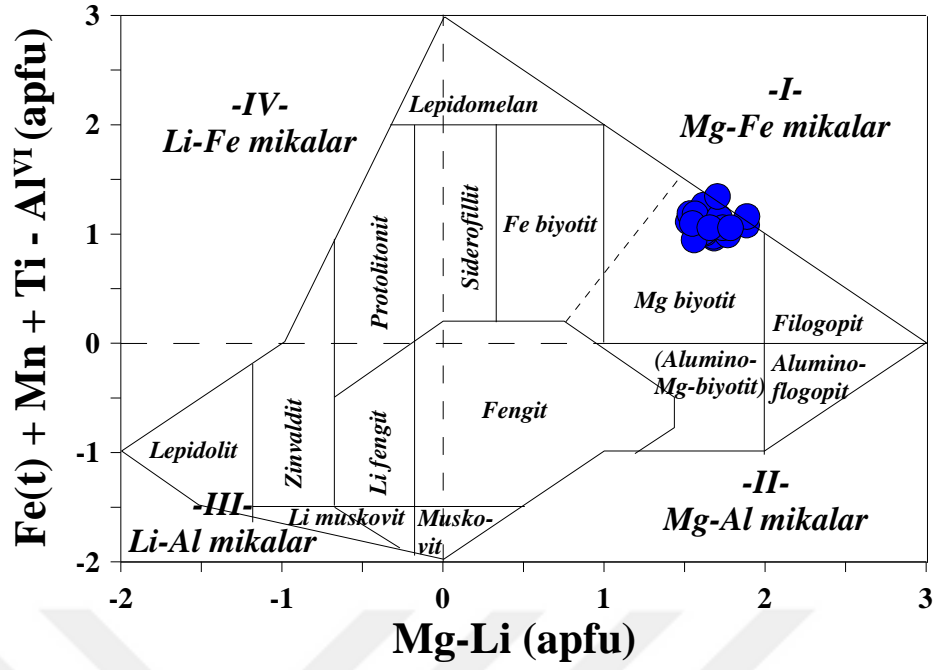 Fe(t) + Mn + Ti - Al^VI (apfu)
3
2
1
0
-1
-2
-IV-
Li-Fe mikalar
-I-
Mg-Fe mikalar
Lepidomelan
Protolitonit
Siderofillit
Fe biyotit
Mg biyotit
Filogopit
(Alumino-
Mg-biyotit)
Alumino-
flogopit
Fengit
Lepidolit
Zinvaldit
Li fengit
-III-
Li-Al mikalar
Li muskovit
Musko-
vit
-II-
Mg-Al mikalar
-2
-1
0
1
2
3
Mg-Li (apfu)